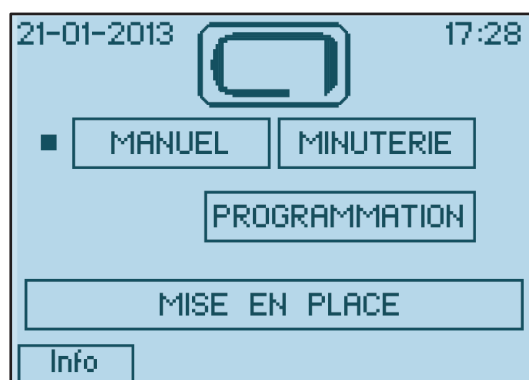 21-01-2013 17:28
MANUEL MINUTERIE
PROGRAMMATION
MISE EN PLACE
Info